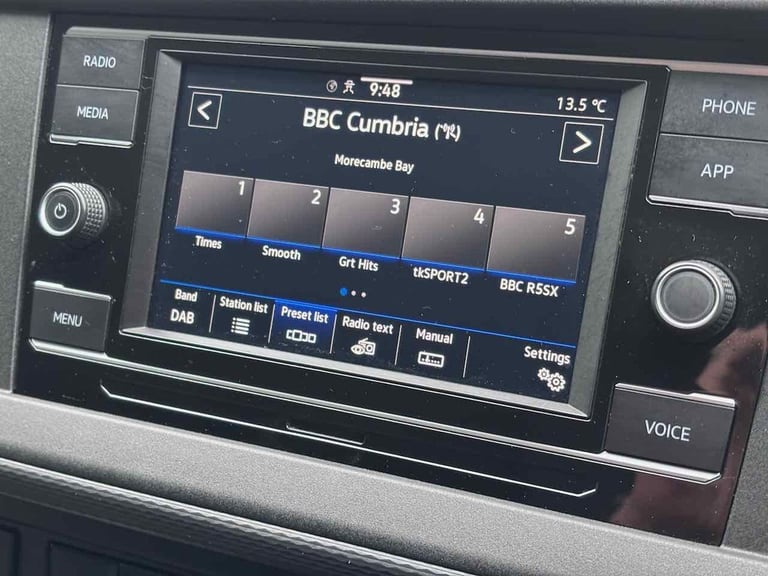 RADIO
MEDIA
MENU
9:48
13.5 °C
<
BBC Cumbria
>
Morecambe Bay
1
2
3
4
5
Times
Smooth
Grt Hits
tkSPORT2
BBC R5SX
Band
DAB
Station list
Preset list
Radio text
Manual
Settings
PHONE
APP
VOICE